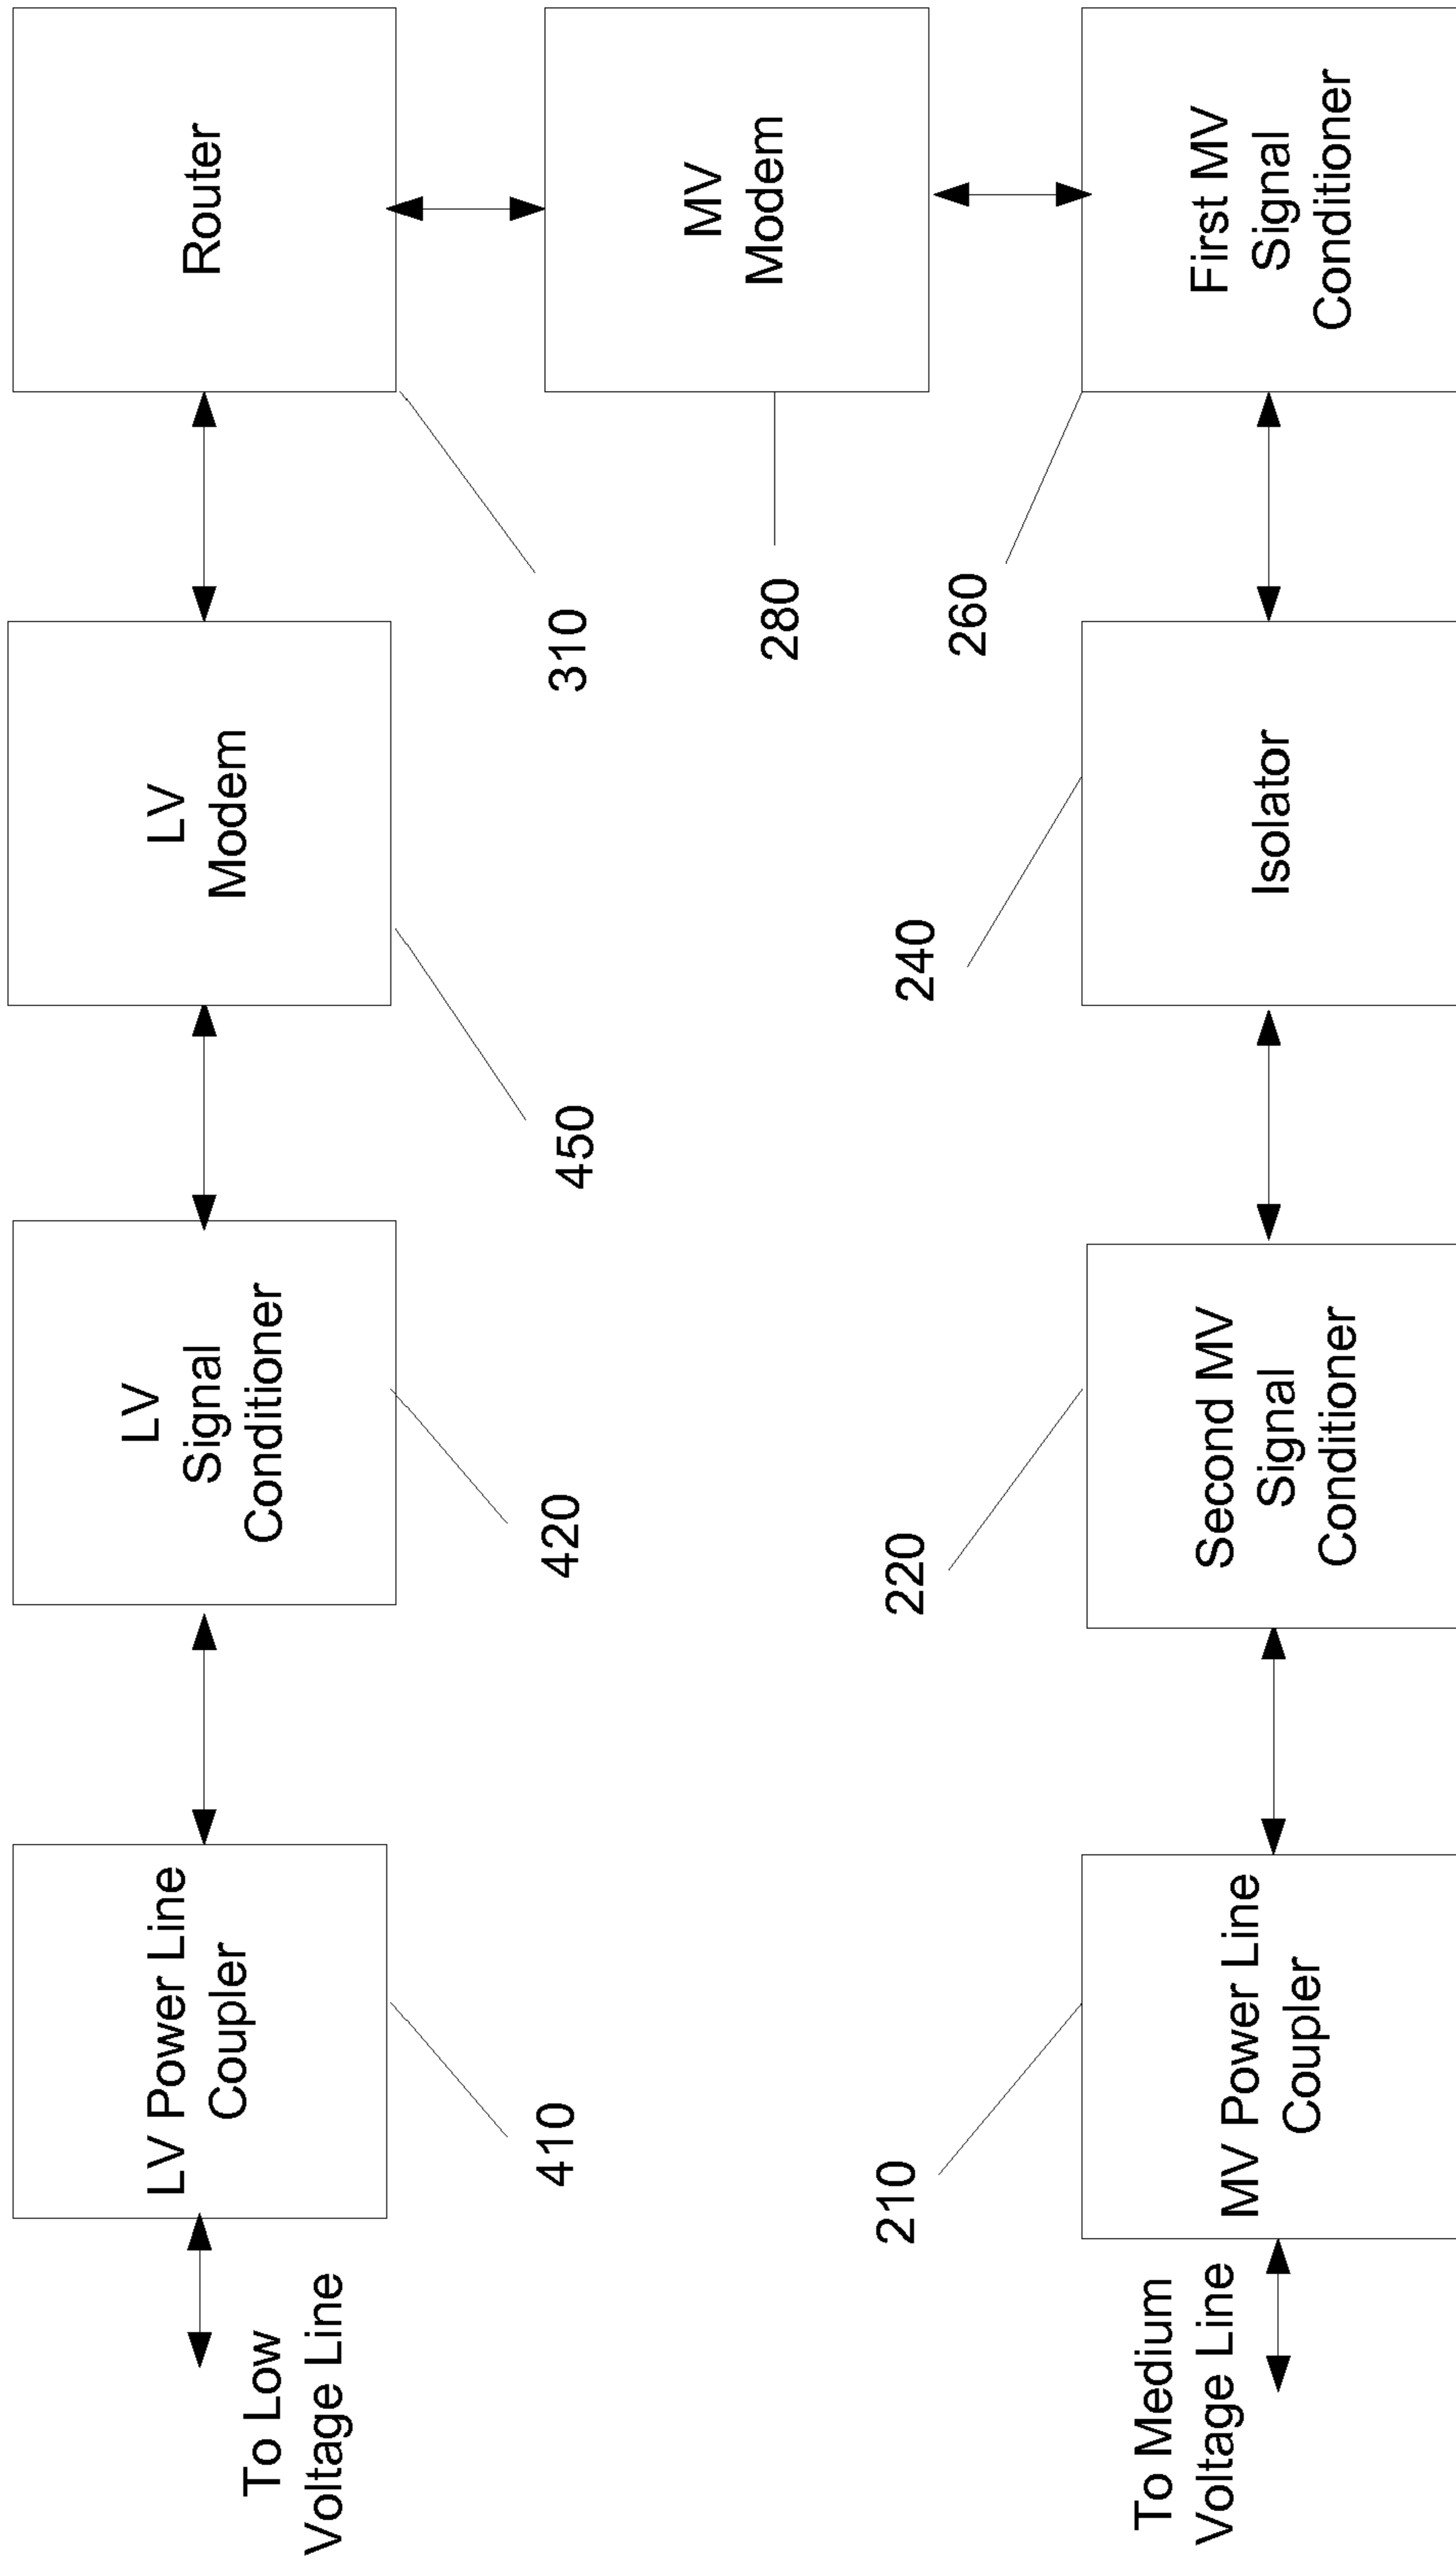 To Low
Voltage Line
LV Power Line
Coupler
410
LV
Signal
Conditioner
420
LV
Modem
450
Router
310
MV
Modem
280
To Medium
Voltage Line
MV Power Line
Coupler
210
Second MV
Signal
Conditioner
220
Isolator
240
First MV
Signal
Conditioner
260